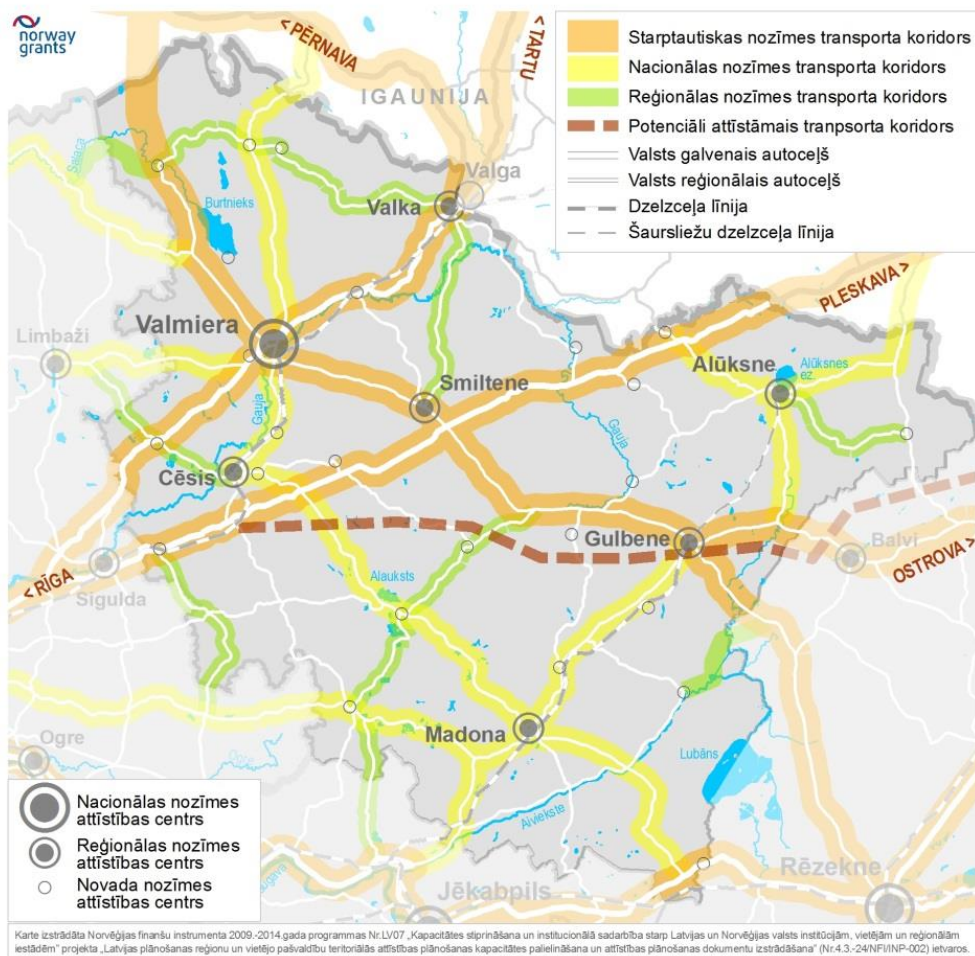 norway
grants
< PĒRNAVA
> TARTU
IGAUNIJA
Starptautiskas nozīmes transporta koridors
Nacionālas nozīmes transporta koridors
Reģionālas nozīmes transporta koridors
Potenciāli attīstāmais tranpsorta koridors
Valsts galvenais autoceļš
Valsts reģionālais autoceļš
Dzelzceļa līnija
Šaursliežu dzelzceļa līnija
Salaca
Burtnieks
Valga
Valka
PLESKAVA >
Limbaži
Valmiera
Alūksne
Alūksnes
ez.
Smiltene
Gauja
Gauja
Cēsis
Gulbene
Balvi
OSTROVA >
< RĪGA
Sigulda
Alauksts
Ogre
Madona
Lubāns
Aiviekste
Jēkabpils
Rēzekne
Nacionālas nozīmes
attīstības centrs
Reģionālas nozīmes
attīstības centrs
Novada nozīmes
attīstības centrs
Karte izstrādāta Norvēģijas finanšu instrumenta 2009.-2014.gada programmas Nr.LV07 „Kapacitātes stiprināšana un institucionālā sadarbība starp Latvijas un Norvēģijas valsts institūcijām, vietējām un reģionālām
iestādēm” projekta „Latvijas plānošanas reģionu un vietējo pašvaldību teritoriālās attīstības plānošanas kapacitātes palielināšana un attīstības plānošanas dokumentu izstrādāšana” (Nr.4.3.-24/NFI/INP-002) ietvaros.